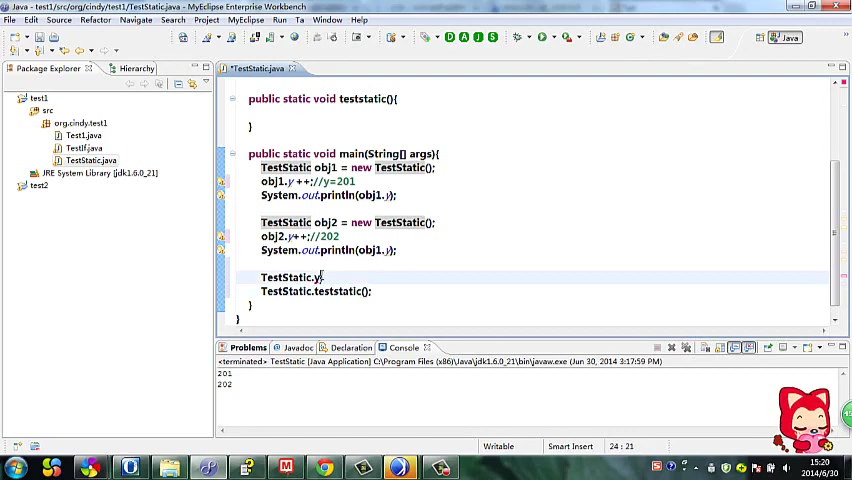 Java - test1/src/org/cindy/test1/TestStatic.java - MyEclipse Enterprise Workbench
File Edit Source Refactor Navigate Search Project MyEclipse Run Ta Window Help
Java
Package Explorer Hierarchy
*TestStatic.java
test1
src
org.cindy.test1
Test1.java
TestIf.java
TestStatic.java
JRE System Library [jdk1.6.0_21]
test2
public static void teststatic(){
}
public static void main(String[] args){
TestStatic obj1 = new TestStatic();
obj1.y ++;//y=201
System.out.println(obj1.y);
TestStatic obj2 = new TestStatic();
obj2.y++;//202
System.out.println(obj1.y);
TestStatic.y
TestStatic.teststatic();
}
}
Problems Javadoc Declaration Console
<terminated> TestStatic [Java Application] C:\Program Files (x86)\Java\jdk1.6.0_21\bin\javaw.exe (Jun 30, 2014 3:17:59 PM)
201
202
Writable Smart Insert 24 : 21
15:20
2014/6/30